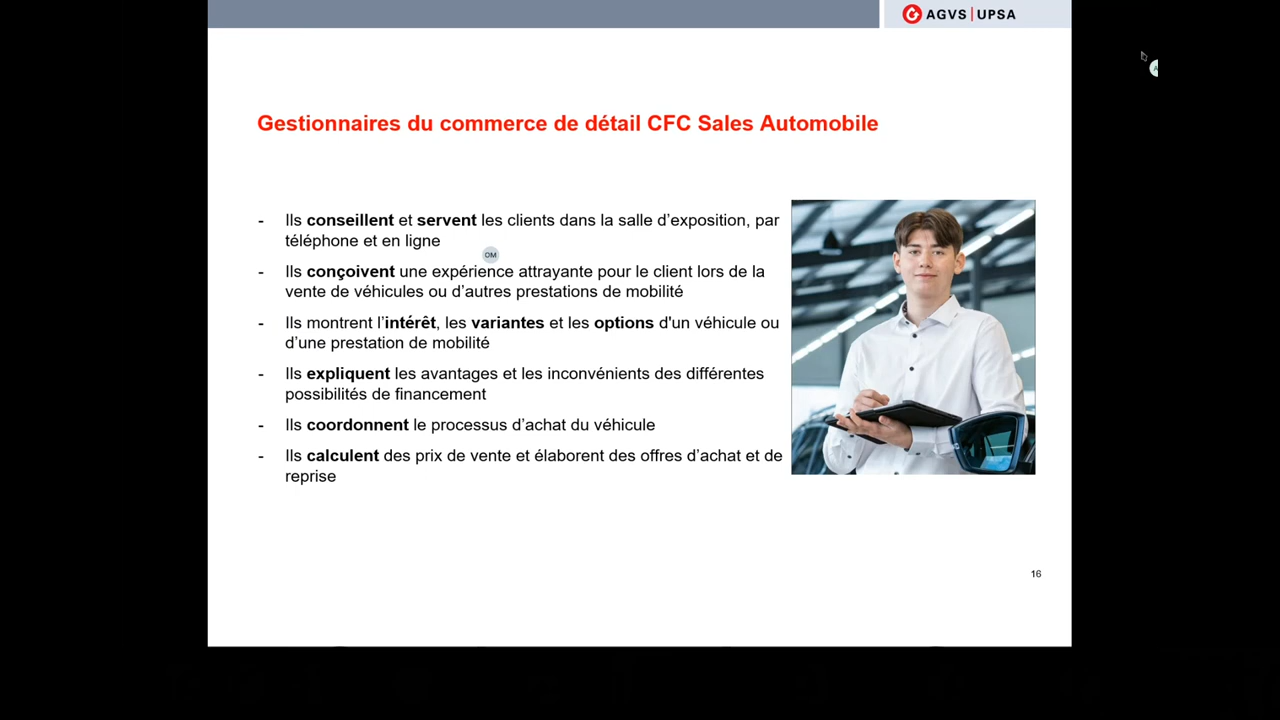 AGVS | UPSA
Gestionnaires du commerce de détail CFC Sales Automobile
- Ils conseillent et servent les clients dans la salle d'exposition, par
téléphone et en ligne
OM
- Ils conçoivent une expérience attrayante pour le client lors de la
vente de véhicules ou d'autres prestations de mobilité
- Ils montrent l'intérêt, les variantes et les options d'un véhicule ou
d'une prestation de mobilité
- Ils expliquent les avantages et les inconvénients des différentes
possibilités de financement
- Ils coordonnent le processus d'achat du véhicule
- Ils calculent des prix de vente et élaborent des offres d'achat et de
reprise
16